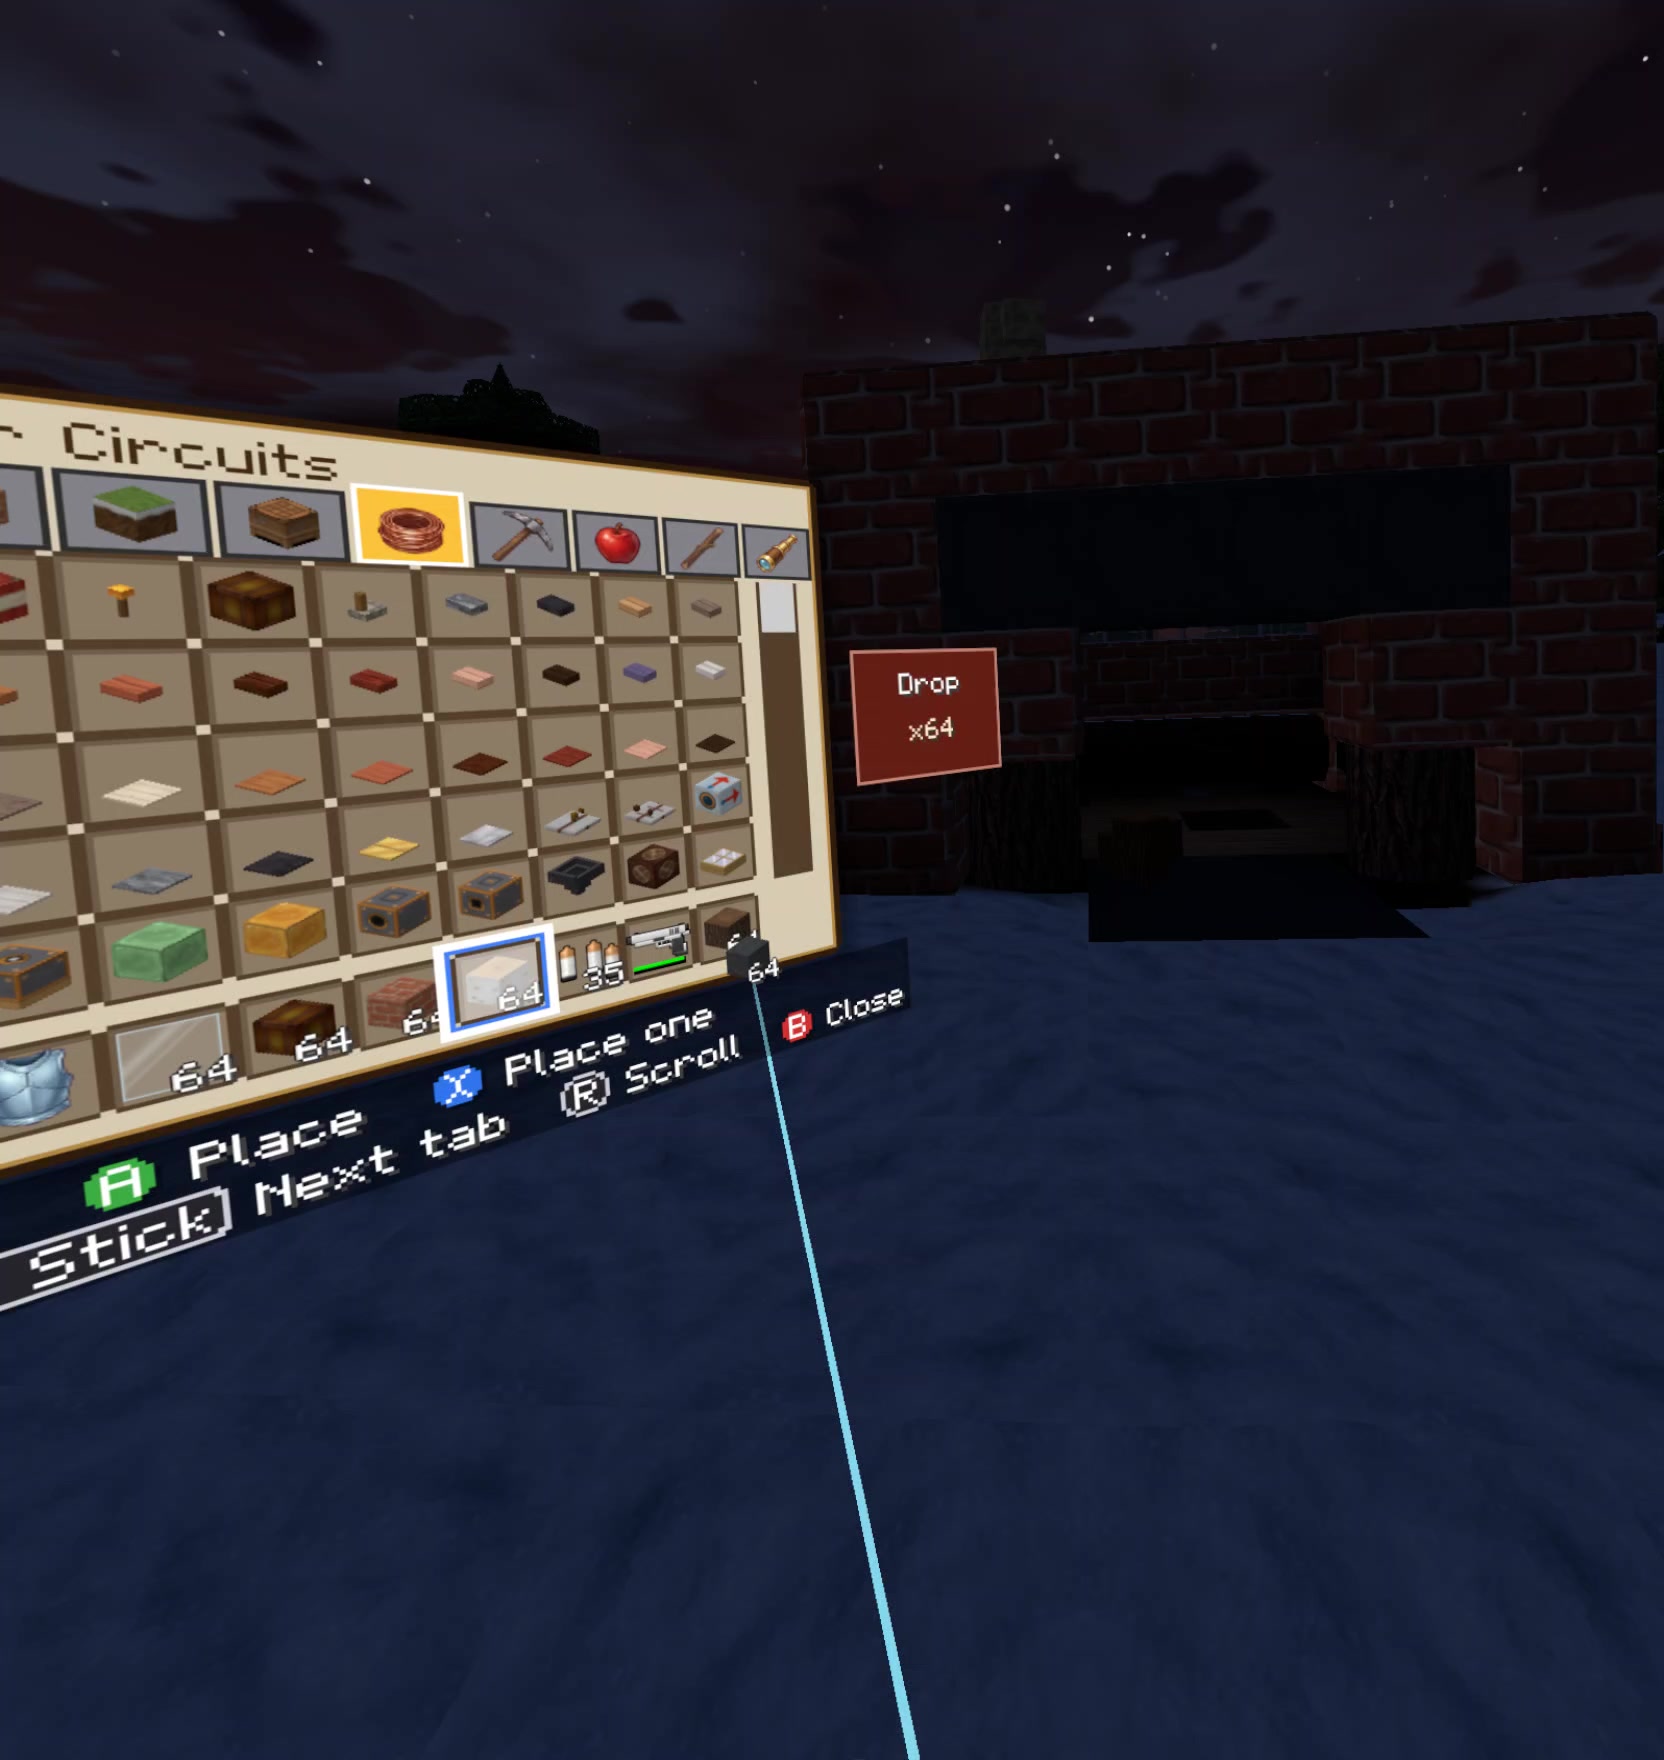 r Circuits
Drop
x64
64
64
64
64
35
64
A Place
X Place one
B Close
Stick Next tab
R Scroll